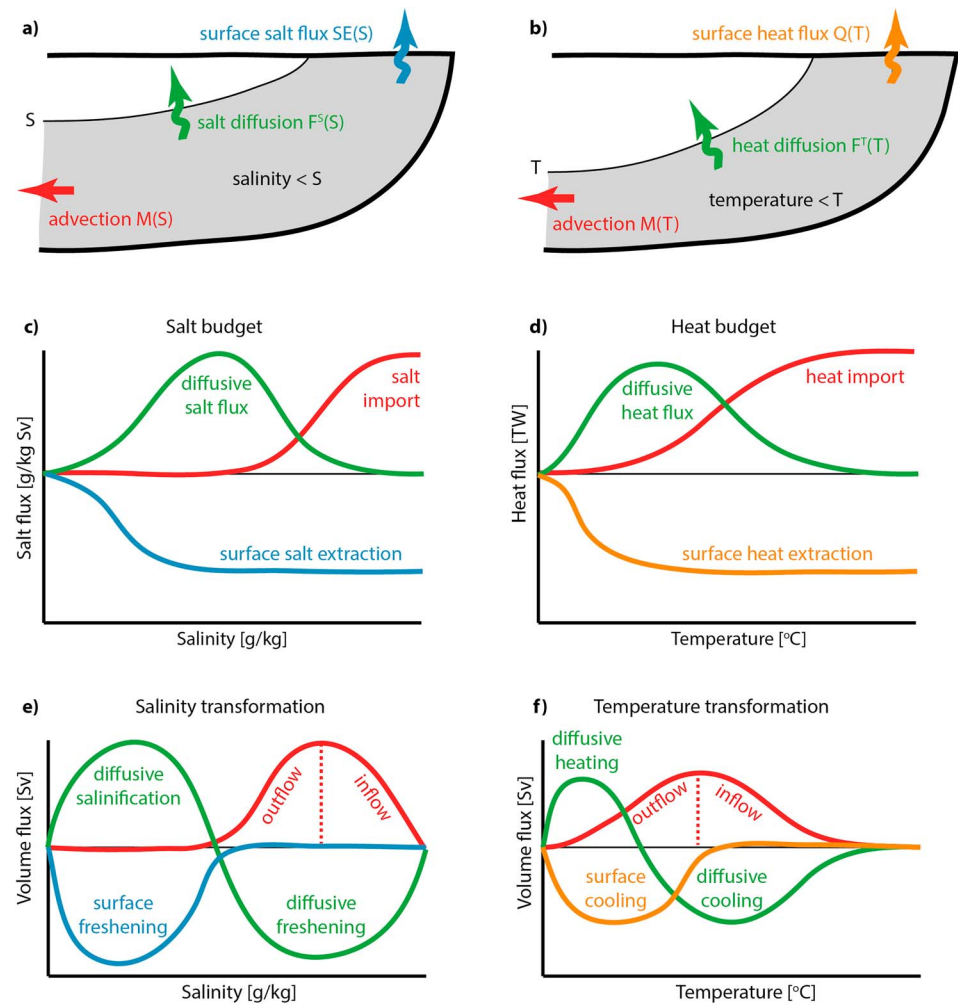 a)
surface salt flux SE(S)
S
salt diffusion Fˢ(S)
salinity < S
advection M(S)
b)
surface heat flux Q(T)
T
heat diffusion Fᵀ(T)
temperature < T
advection M(T)
c)
Salt budget
Salt flux [g/kg Sv]
diffusive
salt flux
salt
import
surface salt extraction
Salinity [g/kg]
d)
Heat budget
Heat flux [TW]
diffusive
heat flux
heat import
surface heat extraction
Temperature [°C]
e)
Salinity transformation
Volume flux [Sv]
diffusive
salinification
outflow
inflow
surface
freshening
diffusive
freshening
Salinity [g/kg]
f)
Temperature transformation
Volume flux [Sv]
diffusive
heating
outflow
inflow
surface
cooling
diffusive
cooling
Temperature [°C]